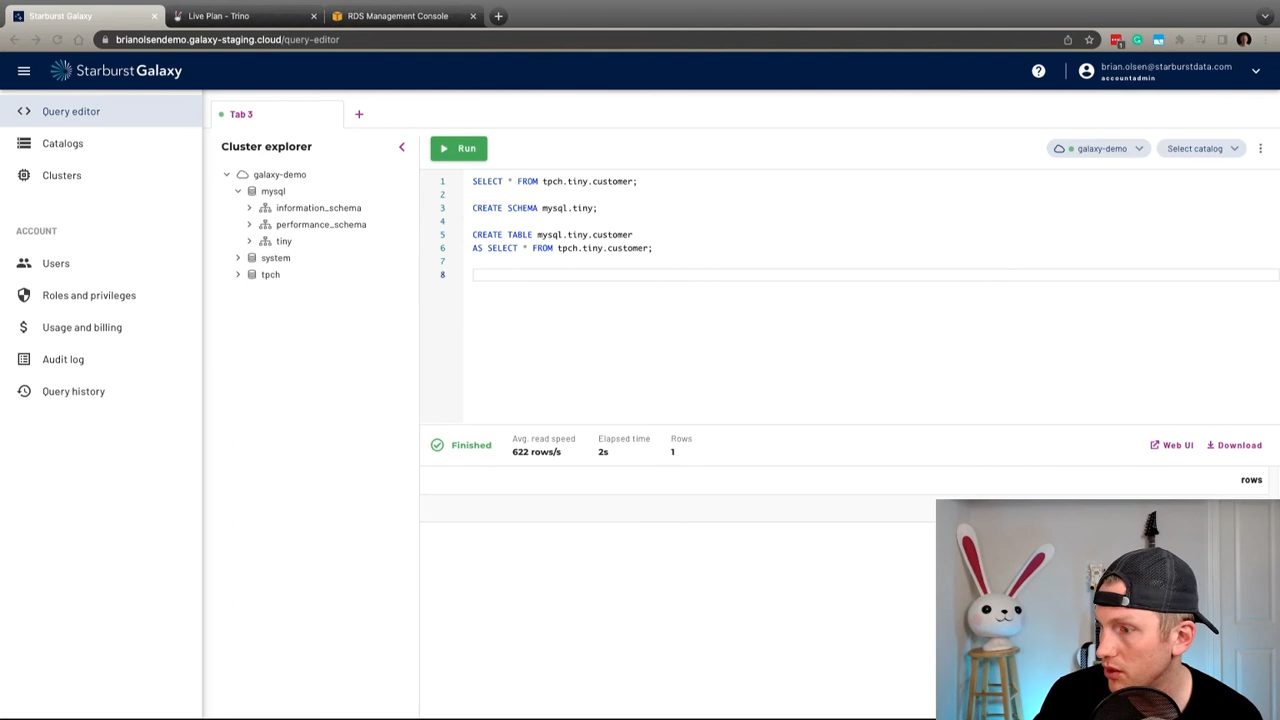 Starburst Galaxy
Live Plan - Trino
RDS Management Console
brianolsendemo.galaxy-staging.cloud/query-editor
Starburst Galaxy
brian.olsen@starburstdata.com
accountadmin
Query editor
Catalogs
Clusters
ACCOUNT
Users
Roles and privileges
Usage and billing
Audit log
Query history
Tab 3
Cluster explorer
galaxy-demo
mysql
information_schema
performance_schema
tiny
system
tpch
Run
galaxy-demo
Select catalog
1 SELECT * FROM tpch.tiny.customer;
2
3 CREATE SCHEMA mysql.tiny;
4
5 CREATE TABLE mysql.tiny.customer
6 AS SELECT * FROM tpch.tiny.customer;
7
8
Finished
Avg. read speed
622 rows/s
Elapsed time
2s
Rows
1
Web UI
Download
rows